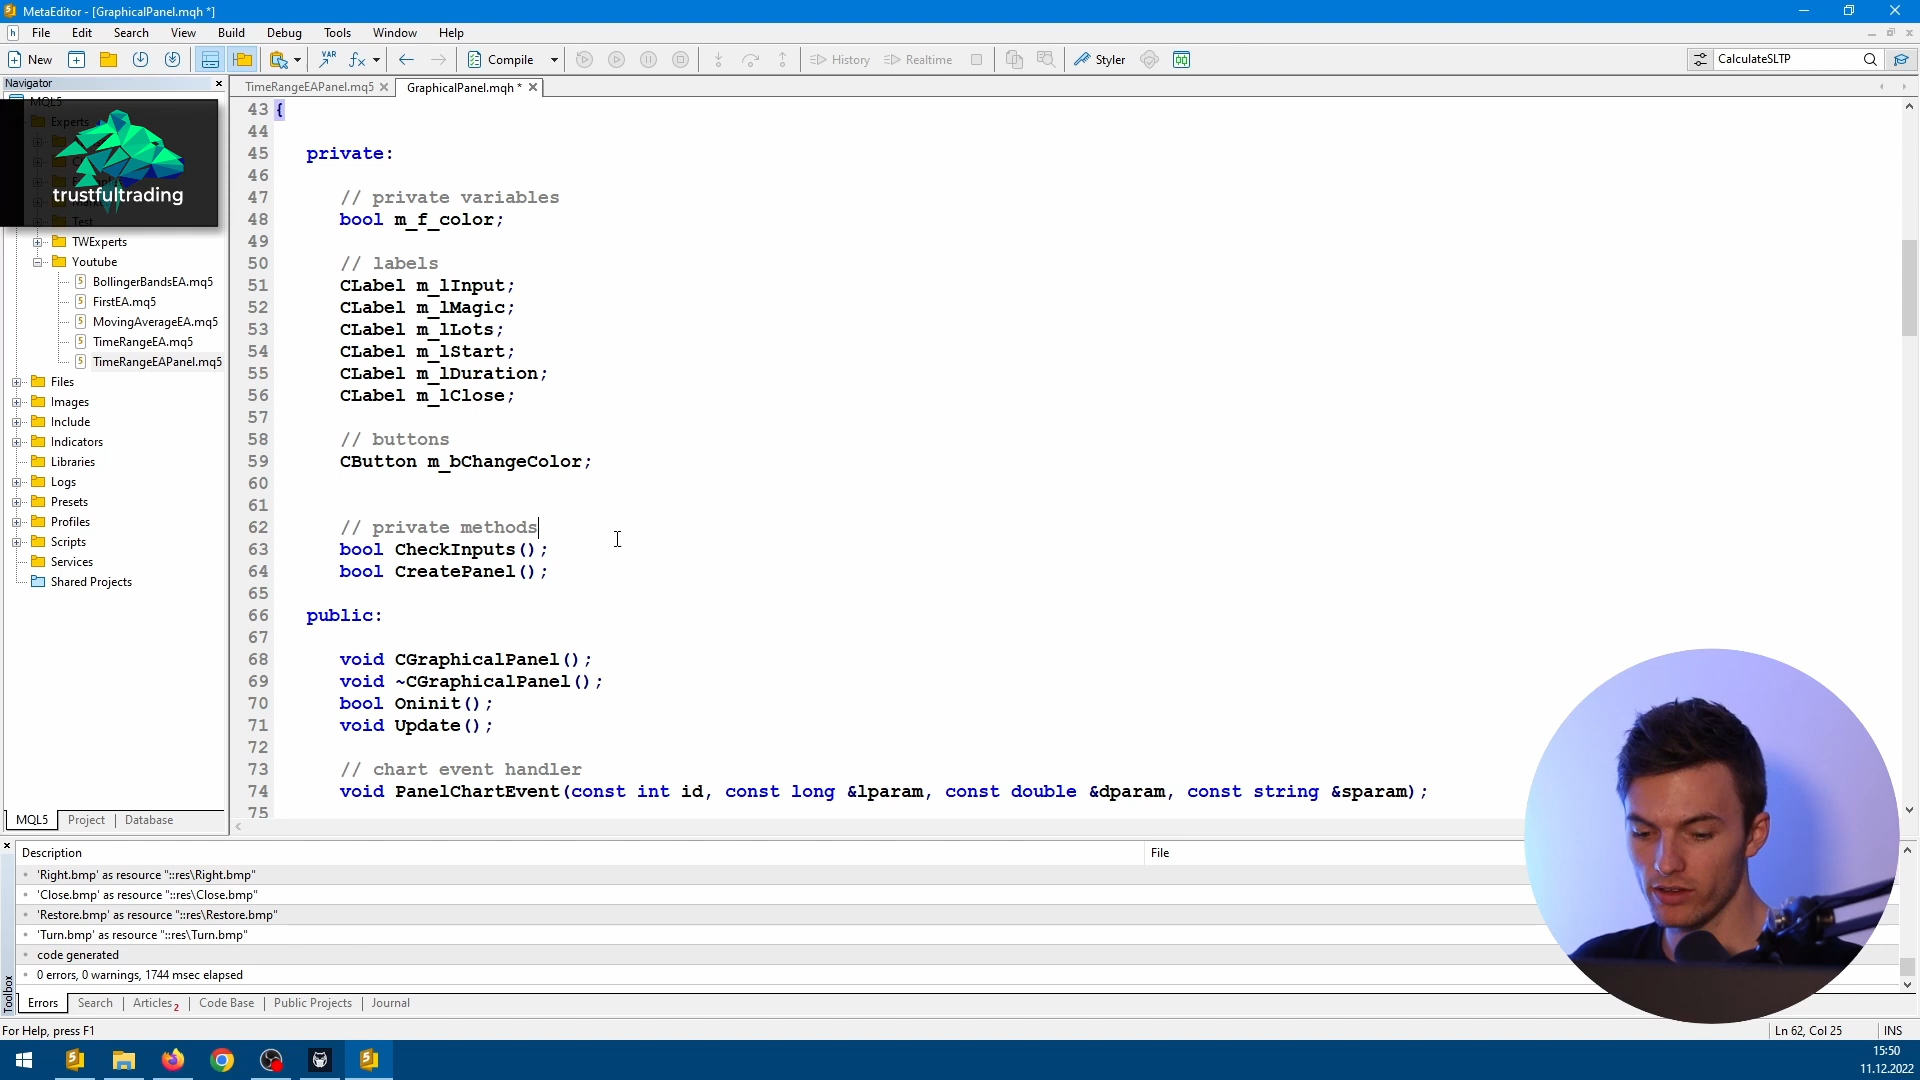 MetaEditor - [GraphicalPanel.mqh *]
File Edit Search View Build Debug Tools Window Help
New Compile History Realtime Styler CalculateSLTP
Navigator
TimeRangeEAPanel.mq5 GraphicalPanel.mqh *
MQL5
Experts
Test
trustfultrading
TWExperts
Youtube
BollingerBandsEA.mq5
FirstEA.mq5
MovingAverageEA.mq5
TimeRangeEA.mq5
TimeRangeEAPanel.mq5
Files
Images
Include
Indicators
Libraries
Logs
Presets
Profiles
Scripts
Services
Shared Projects
MQL5 Project Database
43 {
44
45 private:
46
47 // private variables
48 bool m_f_color;
49
50 // labels
51 CLabel m_lInput;
52 CLabel m_lMagic;
53 CLabel m_lLots;
54 CLabel m_lStart;
55 CLabel m_lDuration;
56 CLabel m_lClose;
57
58 // buttons
59 CButton m_bChangeColor;
60
61
62 // private methods
63 bool CheckInputs();
64 bool CreatePanel();
65
66 public:
67
68 void CGraphicalPanel();
69 void ~CGraphicalPanel();
70 bool Oninit();
71 void Update();
72
73 // chart event handler
74 void PanelChartEvent(const int id, const long &lparam, const double &dparam, const string &sparam);
75
Description File
'Right.bmp' as resource "::res\Right.bmp"
'Close.bmp' as resource "::res\Close.bmp"
'Restore.bmp' as resource "::res\Restore.bmp"
'Turn.bmp' as resource "::res\Turn.bmp"
code generated
0 errors, 0 warnings, 1744 msec elapsed
Toolbox
Errors Search Articles 2 Code Base Public Projects Journal
For Help, press F1 Ln 62, Col 25 INS
15:50
11.12.2022